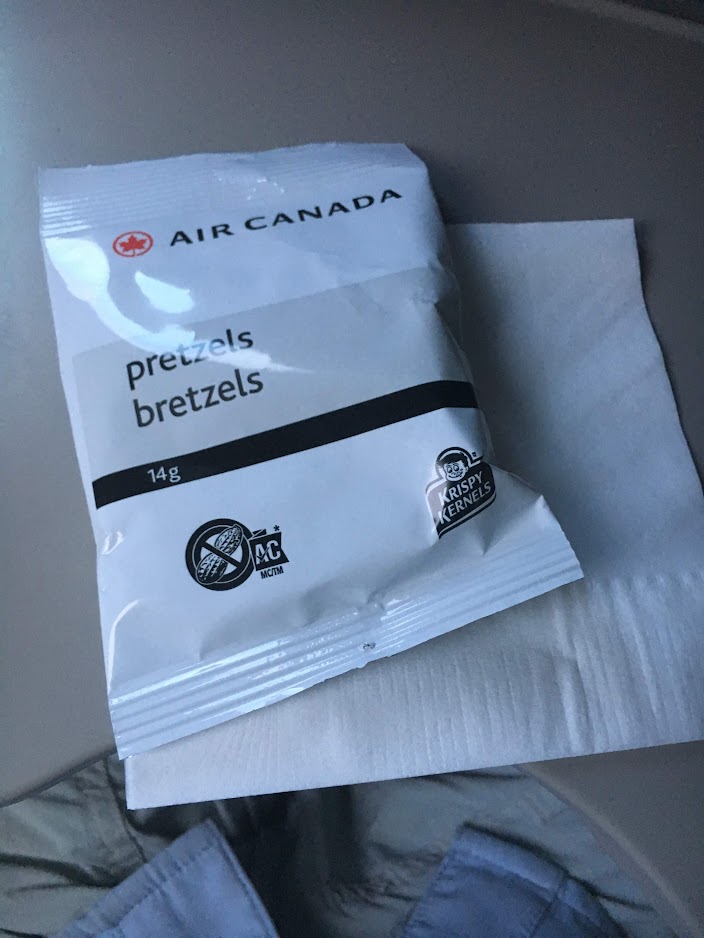 AIR CANADA
pretzels
bretzels
14g
KRISPY
KERNELS
AC*
MC/TM